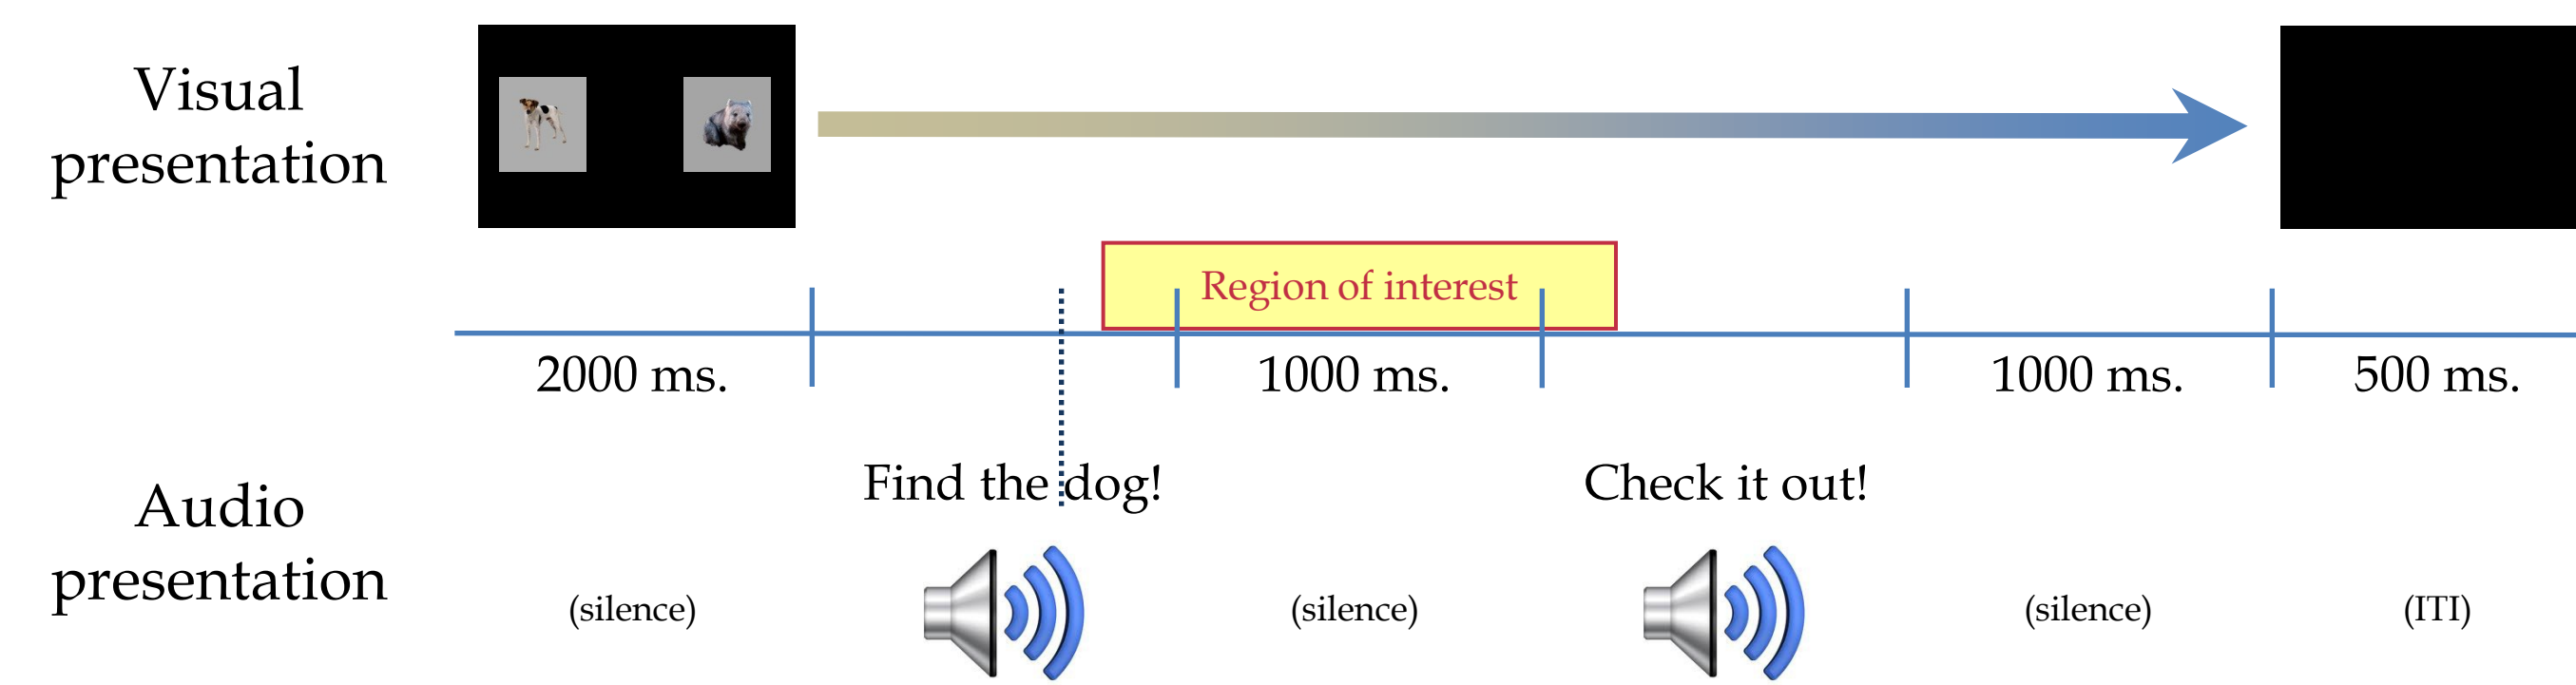 Visual
presentation
Region of interest
2000 ms.
1000 ms.
1000 ms.
500 ms.
Find the dog!
Check it out!
Audio
presentation
(silence)
(silence)
(silence)
(ITI)